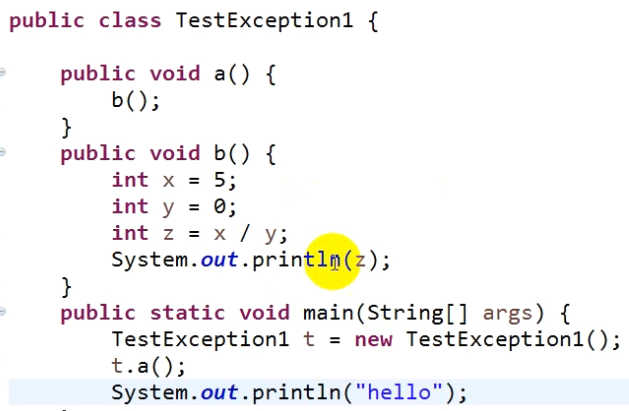 public class TestException1 {
public void a() {
b();
}
public void b() {
int x = 5;
int y = 0;
int z = x / y;
System.out.println(z);
}
public static void main(String[] args) {
TestException1 t = new TestException1();
t.a();
System.out.println("hello");